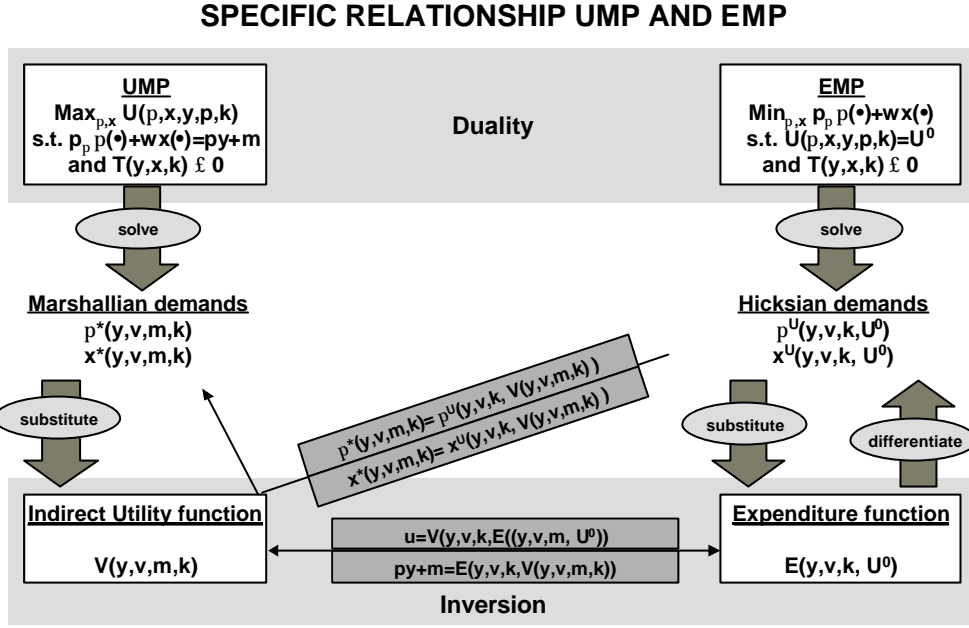 SPECIFIC RELATIONSHIP UMP AND EMP
UMP
Max p,x U(p,x,y,p,k)
s.t. pp p(•)+wx(•)=py+m
and T(y,x,k) £ 0
Duality
EMP
Min p,x pp p(•)+wx(•)
s.t. U(p,x,y,p,k)=U⁰
and T(y,x,k) £ 0
solve
solve
Marshallian demands
p*(y,v,m,k)
x*(y,v,m,k)
Hicksian demands
pᵁ(y,v,k,U⁰)
xᵁ(y,v,k, U⁰)
p*(y,v,m,k)= pᵁ(y,v,k, V(y,v,m,k) )
x*(y,v,m,k)= xᵁ(y,v,k, V(y,v,m,k) )
substitute
substitute
differentiate
Indirect Utility function
V(y,v,m,k)
u=V(y,v,k,E((y,v,m, U⁰))
py+m=E(y,v,k,V(y,v,m,k))
Expenditure function
E(y,v,k, U⁰)
Inversion